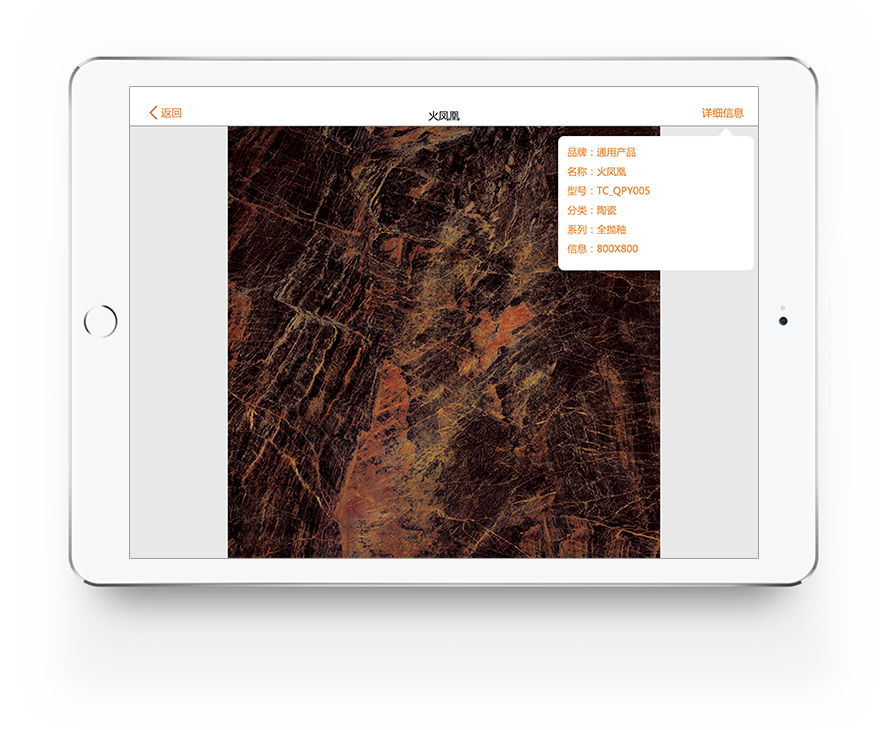 返回
火凤凰
详细信息
品牌：通用产品
名称：火凤凰
型号：TC_QPY005
分类：陶瓷
系列：全抛釉
信息：800X800